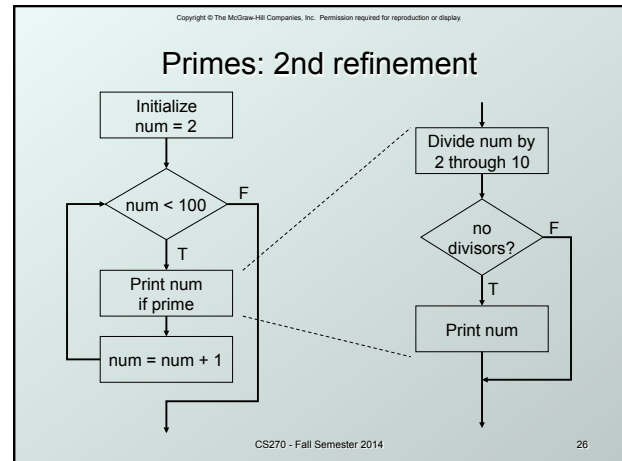 Copyright © The McGraw-Hill Companies, Inc. Permission required for reproduction or display.
Primes: 2nd refinement
Initialize
num = 2
num < 100
F
T
Print num
if prime
num = num + 1
Divide num by
2 through 10
no
divisors?
F
T
Print num
CS270 - Fall Semester 2014
26